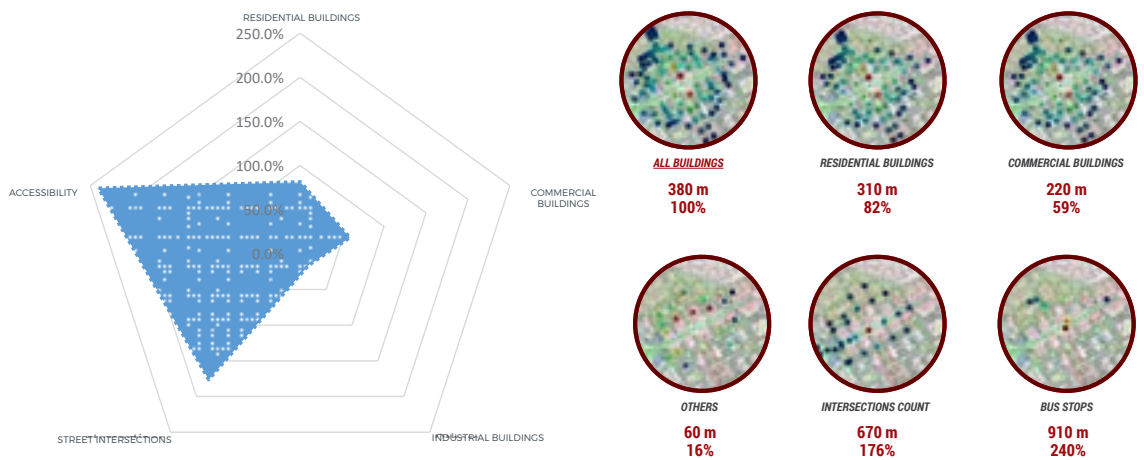 RESIDENTIAL BUILDINGS
250.0%
200.0%
150.0%
100.0%
50.0%
0.0%
ACCESSIBILITY
COMMERCIAL
BUILDINGS
STREET INTERSECTIONS
INDUSTRIAL BUILDINGS
ALL BUILDINGS
380 m
100%
RESIDENTIAL BUILDINGS
310 m
82%
COMMERCIAL BUILDINGS
220 m
59%
OTHERS
60 m
16%
INTERSECTIONS COUNT
670 m
176%
BUS STOPS
910 m
240%